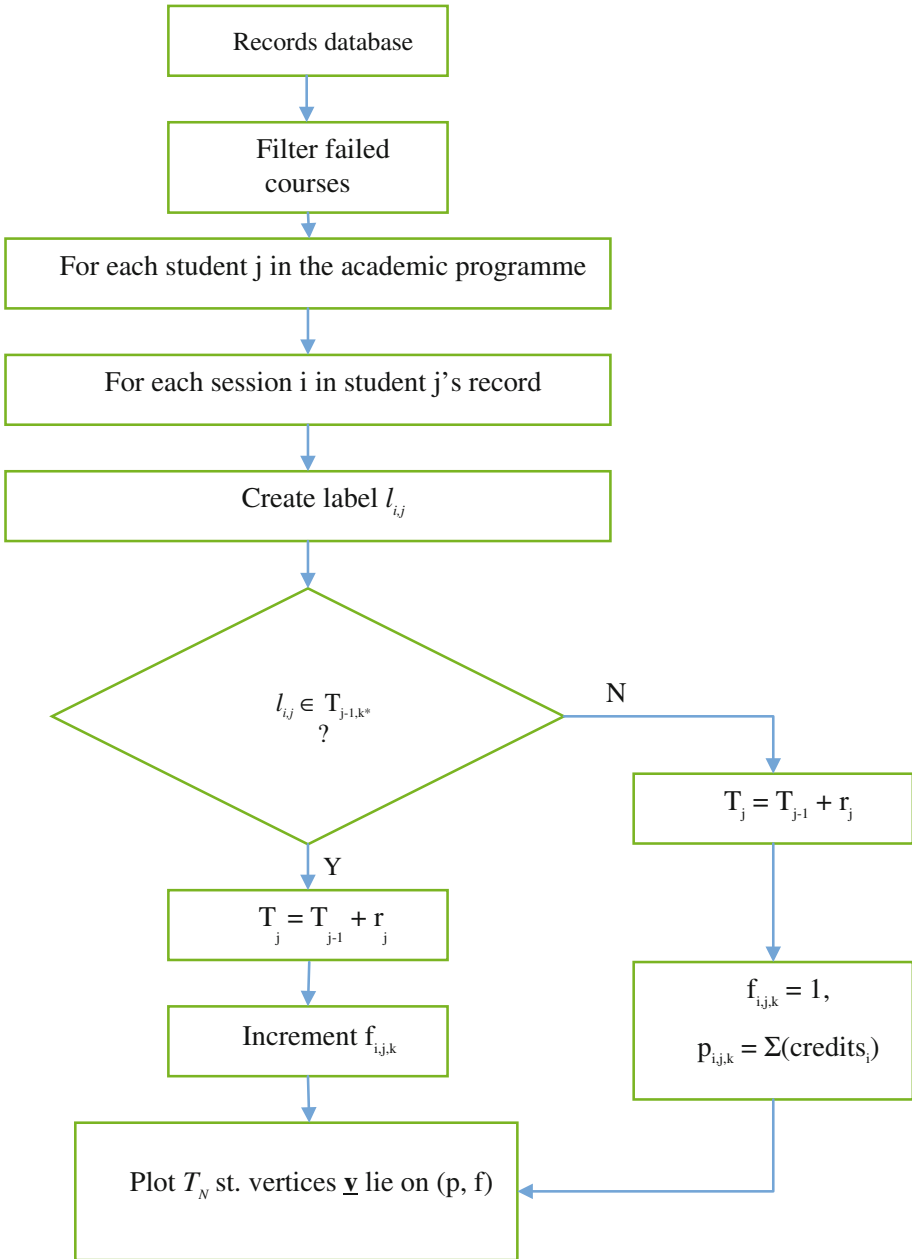 Records database
Filter failed
courses
For each student j in the academic programme
For each session i in student j’s record
Create label l_{i,j}
l_{i,j} ∈ T_{j-1,k*}
?
N
T_j = T_{j-1} + r_j
Y
T_j = T_{j-1} + r_j
f_{i,j,k} = 1,
p_{i,j,k} = Σ(credits_i)
Increment f_{i,j,k}
Plot T_N st. vertices v lie on (p, f)